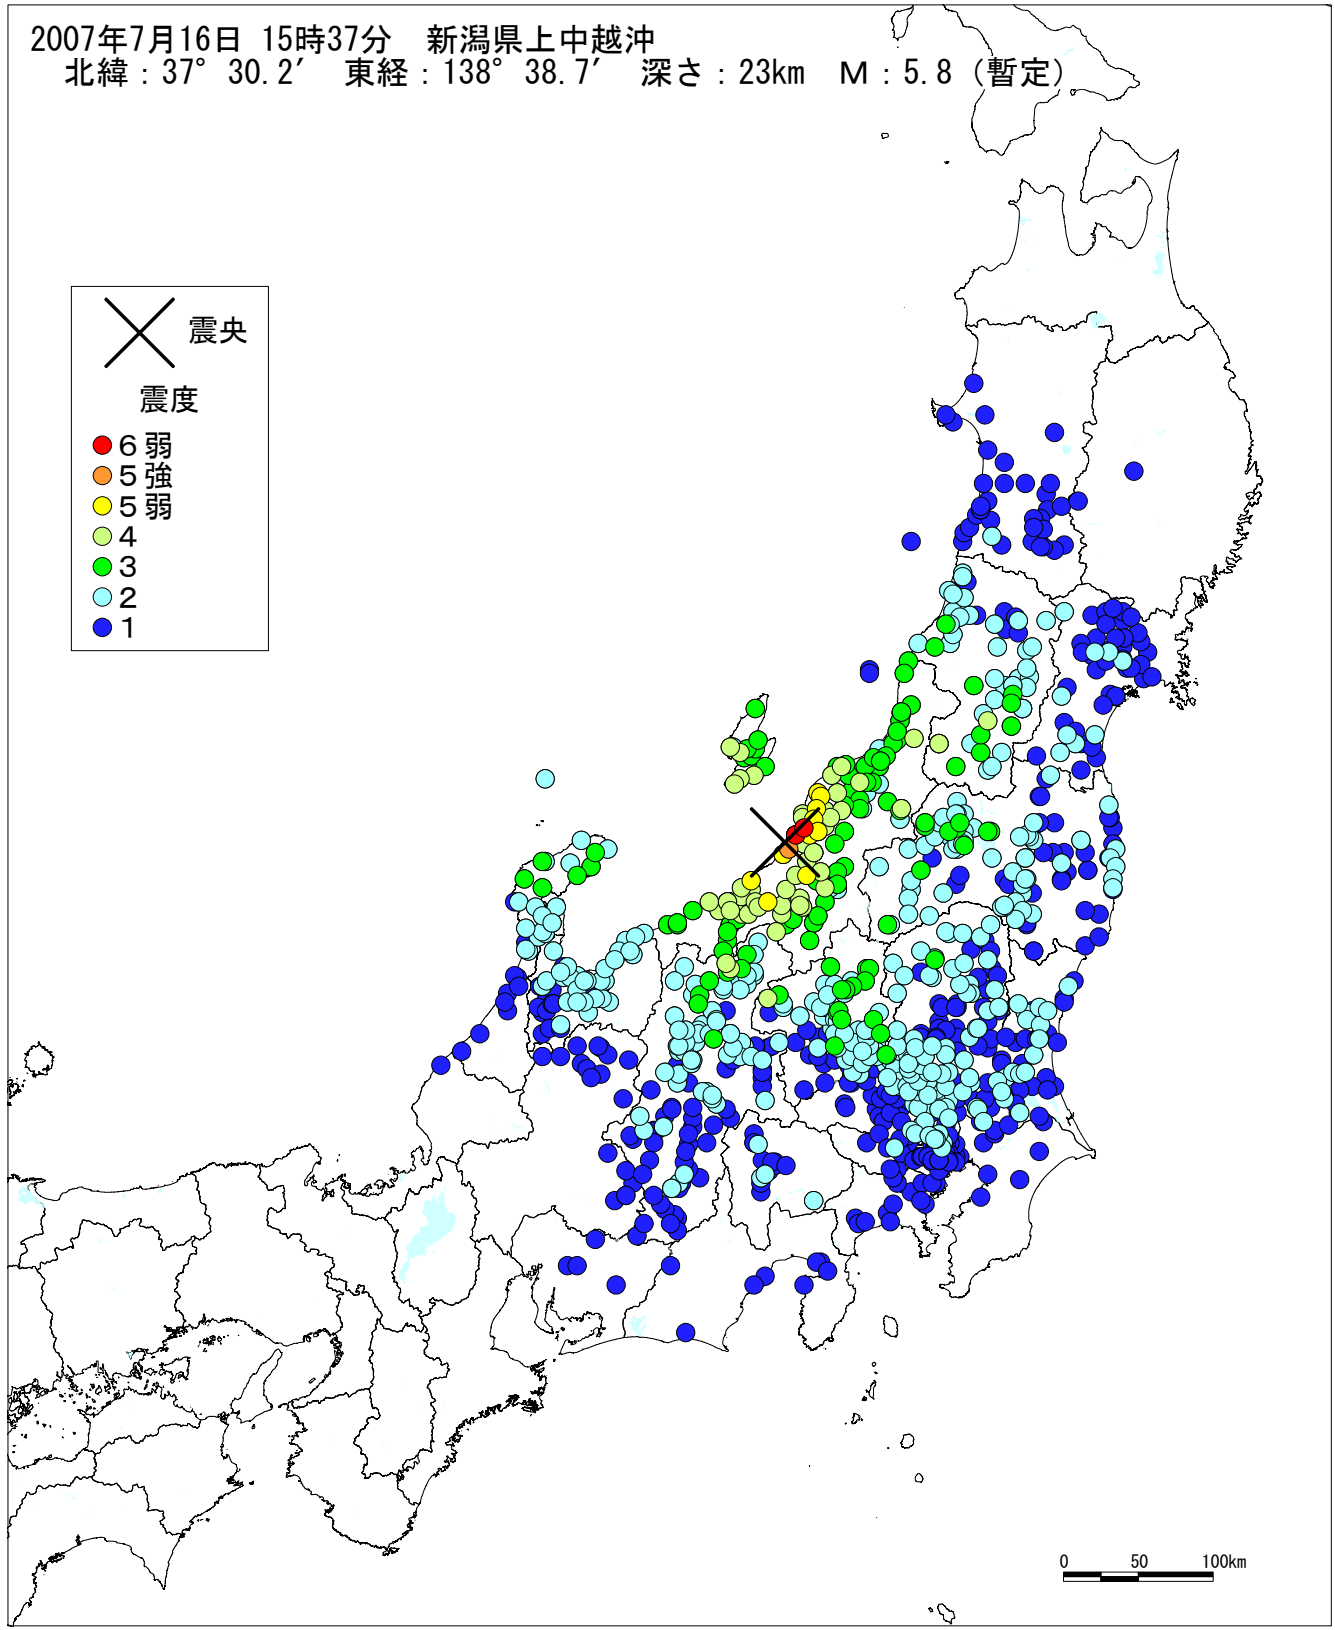 2007年7月16日 15時37分 新潟県上中越沖
北緯：37° 30.2′ 東経：138° 38.7′ 深さ：23km Ｍ：5.8 (暫定)
震央
震度
６弱
５強
５弱
４
３
２
１
0 50 100km